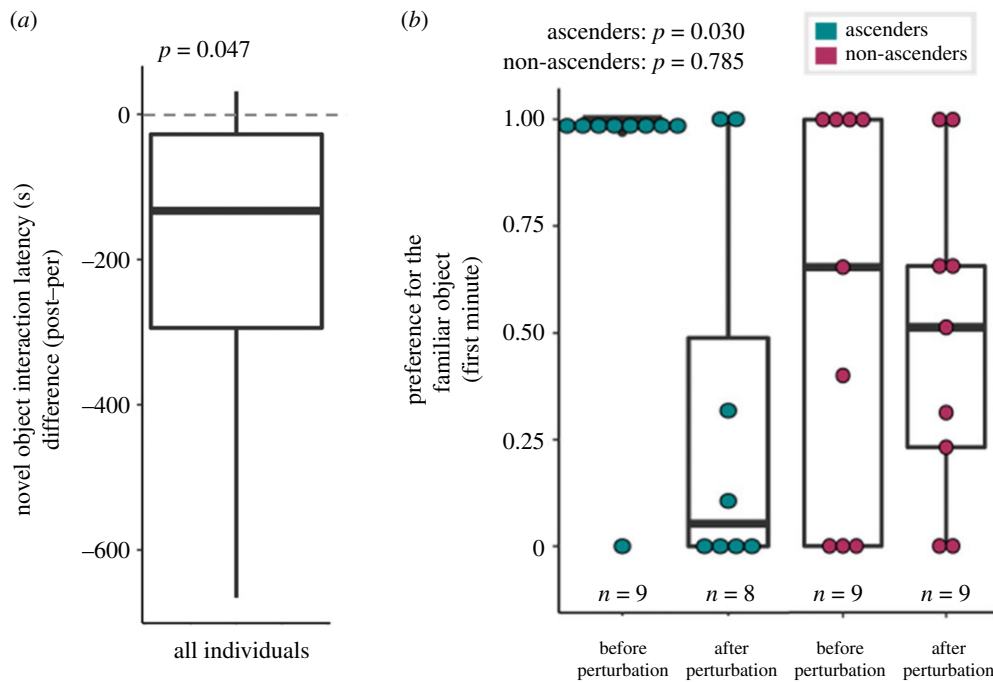 (a)
p = 0.047
0
–200
–400
–600
novel object interaction latency (s)
difference (post–per)
all individuals
(b)
ascenders: p = 0.030
non-ascenders: p = 0.785
ascenders
non-ascenders
1.00
0.75
0.50
0.25
0
preference for the
familiar object
(first minute)
n = 9
n = 8
n = 9
n = 9
before
perturbation
after
perturbation
before
perturbation
after
perturbation